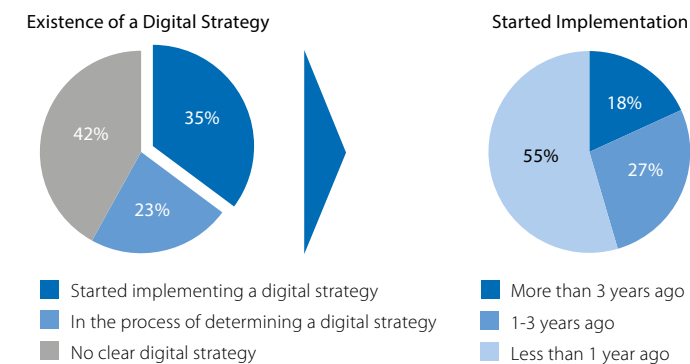 Existence of a Digital Strategy
35%
42%
23%
Started implementing a digital strategy
In the process of determining a digital strategy
No clear digital strategy
Started Implementation
18%
55%
27%
More than 3 years ago
1-3 years ago
Less than 1 year ago